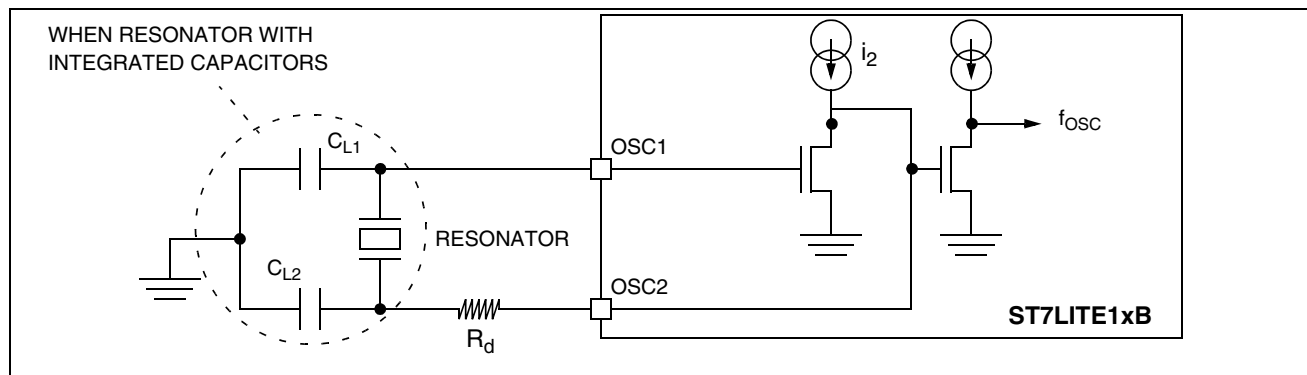 WHEN RESONATOR WITH
INTEGRATED CAPACITORS
i2
fOSC
CL1
OSC1
RESONATOR
CL2
OSC2
Rd
ST7LITE1xB